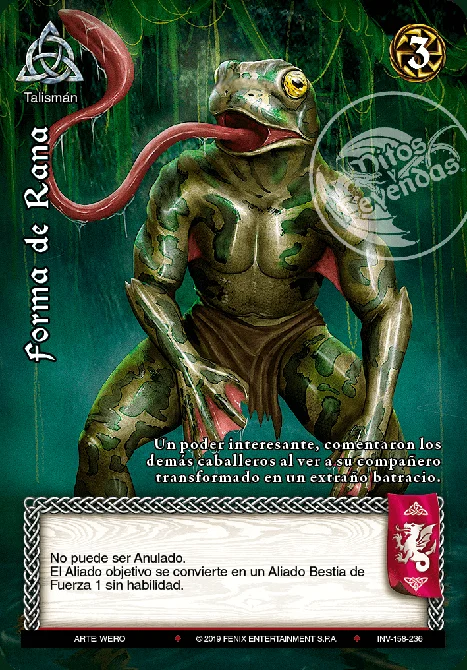 3
Talismán
Forma de Rana
Mitos
y Leyendas
Un poder interesante, comentaron los
demás caballeros al ver a su compañero
transformado en un extraño batracio.
No puede ser Anulado.
El Aliado objetivo se convierte en un Aliado Bestia de
Fuerza 1 sin habilidad.
ARTE WERO © 2019 FENIX ENTERTAINMENT S.P.A INV-158-236